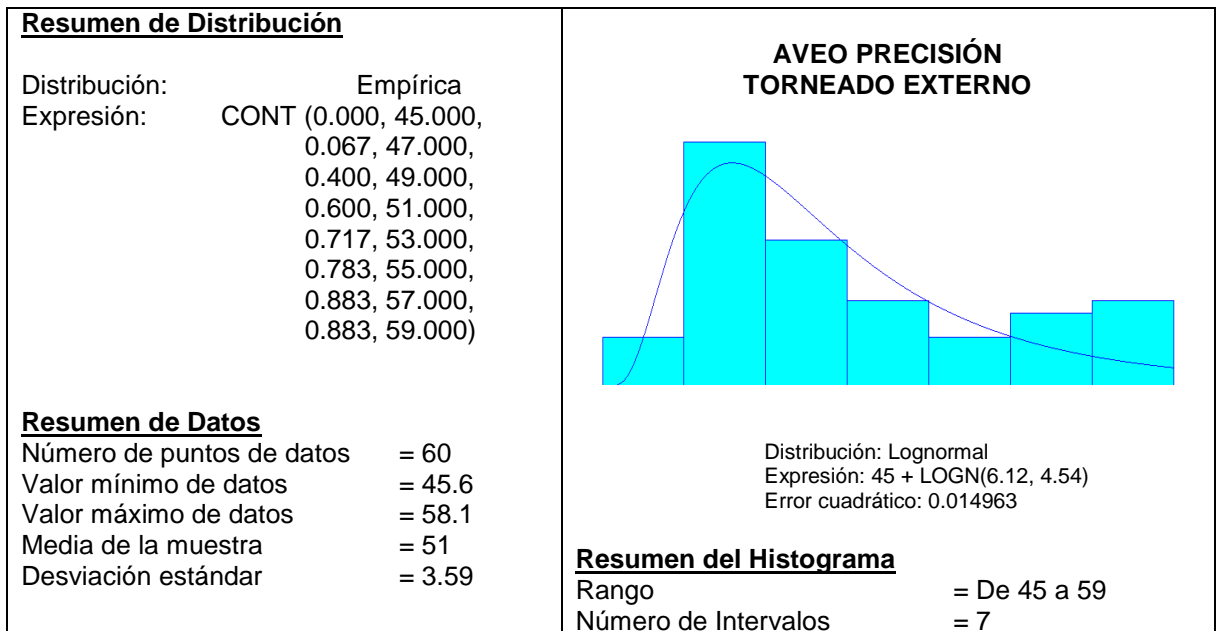 Resumen de Distribución
Distribución: Empírica
Expresión: CONT (0.000, 45.000,
0.067, 47.000,
0.400, 49.000,
0.600, 51.000,
0.717, 53.000,
0.783, 55.000,
0.883, 57.000,
0.883, 59.000)
Resumen de Datos
Número de puntos de datos = 60
Valor mínimo de datos = 45.6
Valor máximo de datos = 58.1
Media de la muestra = 51
Desviación estándar = 3.59
AVEO PRECISIÓN
TORNEADO EXTERNO
Distribución: Lognormal
Expresión: 45 + LOGN(6.12, 4.54)
Error cuadrático: 0.014963
Resumen del Histograma
Rango = De 45 a 59
Número de Intervalos = 7